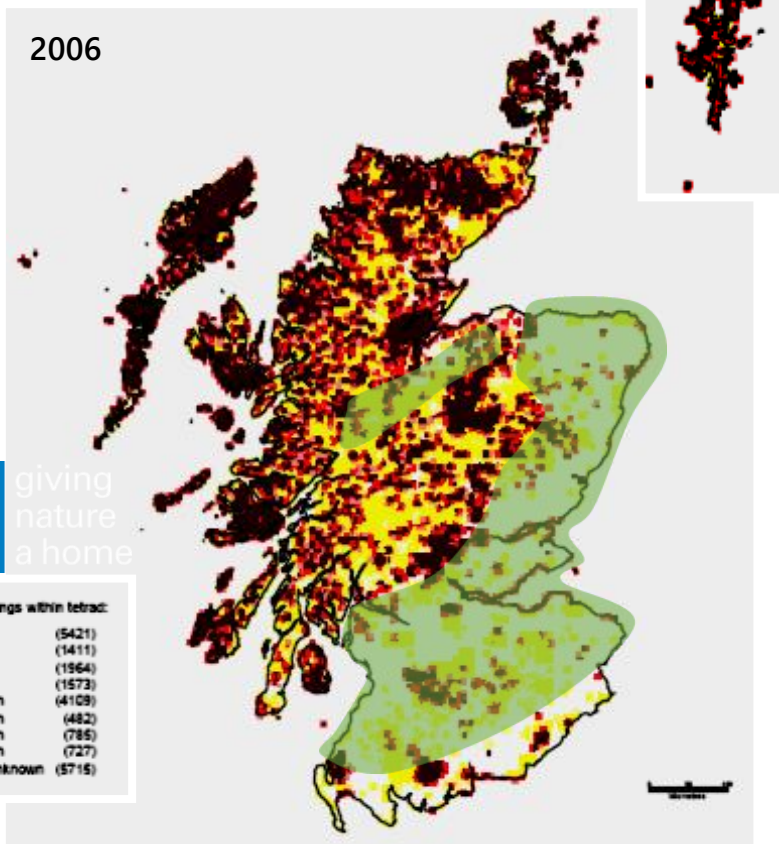 2006
giving
nature
a home
ngs within tetrad:
(5421)
(1411)
(1964)
(1573)
n (4109)
n (482)
n (785)
n (727)
known (5715)